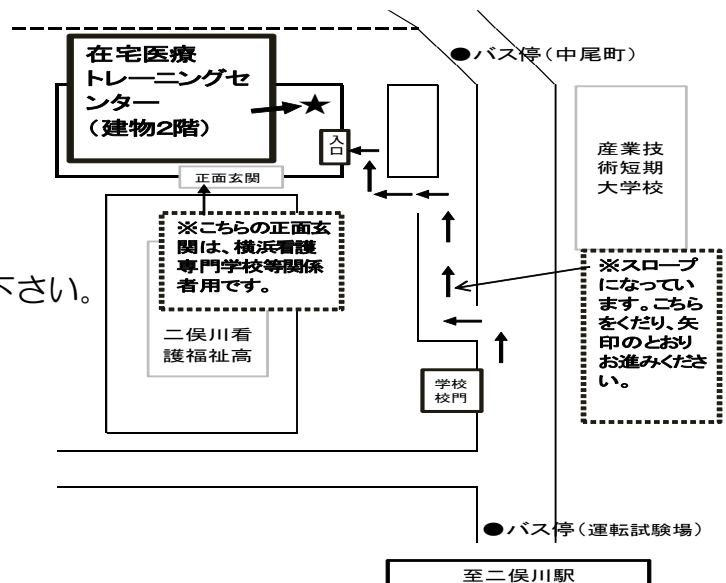 在宅医療
トレーニングセ
ンター
（建物2階）
●バス停（中尾町）
入口
産業技
術短期
大学校
正面玄関
※こちらの正面玄
関は、横浜看護
専門学校等関係
者用です。
下さい。
※スロープ
になってい
ます。こちら
をくだり、矢
印のとおり
お進みくださ
い。
二俣川看
護福祉高
学校
校門
●バス停（運転試験場）
至二俣川駅